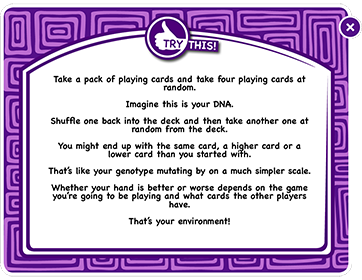 TRY THIS!
Take a pack of playing cards and take four playing cards at
random.
Imagine this is your DNA.
Shuffle one back into the deck and then take another one at
random from the deck.
You might end up with the same card, a higher card or a
lower card than you started with.
That's like your genotype mutating by on a much simpler scale.
Whether your hand is better or worse depends on the game
you're going to be playing and what cards the other players
have.
That's your environment!